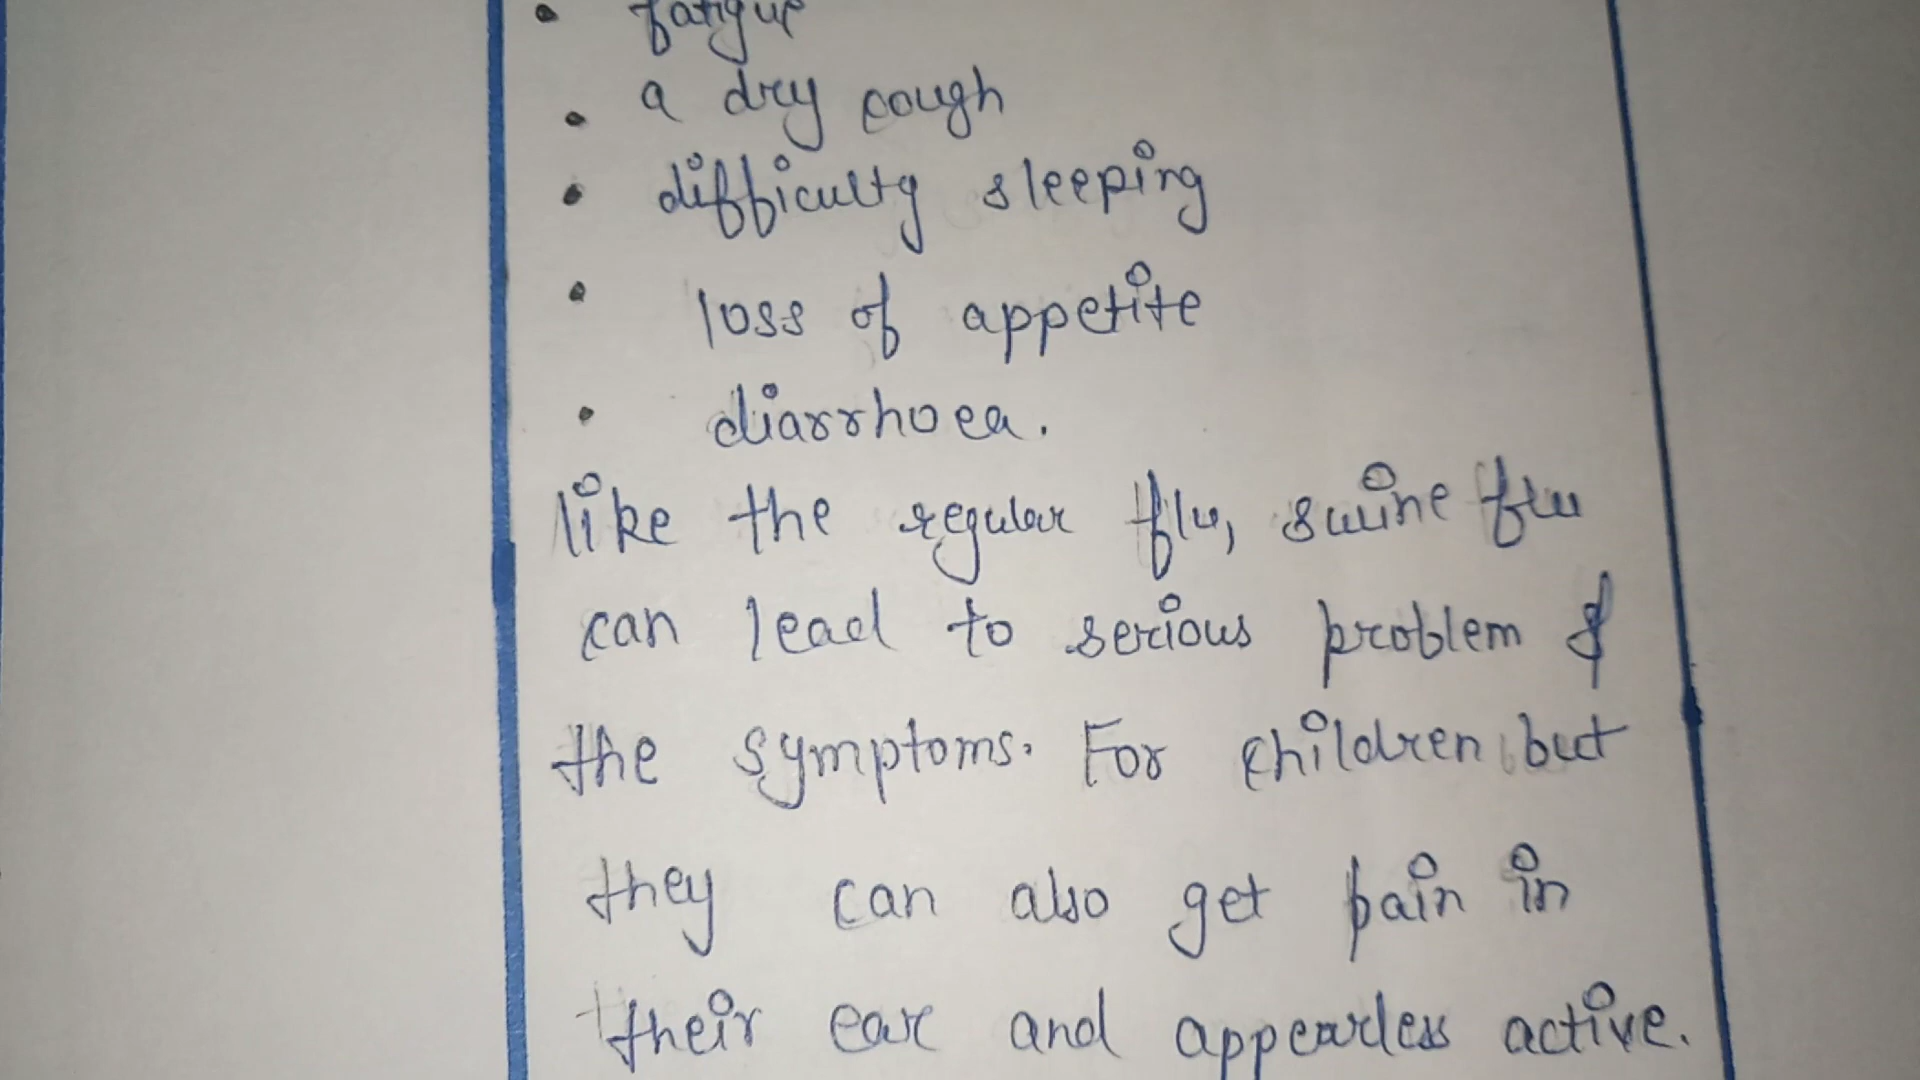 • fatigue
• a dry cough
• difficulty sleeping
• loss of appetite
• diarrhoea.
like the regular flu, swine flu
can lead to serious problem &
the symptoms. For children but
they can also get pain in
their ear and appearless active.